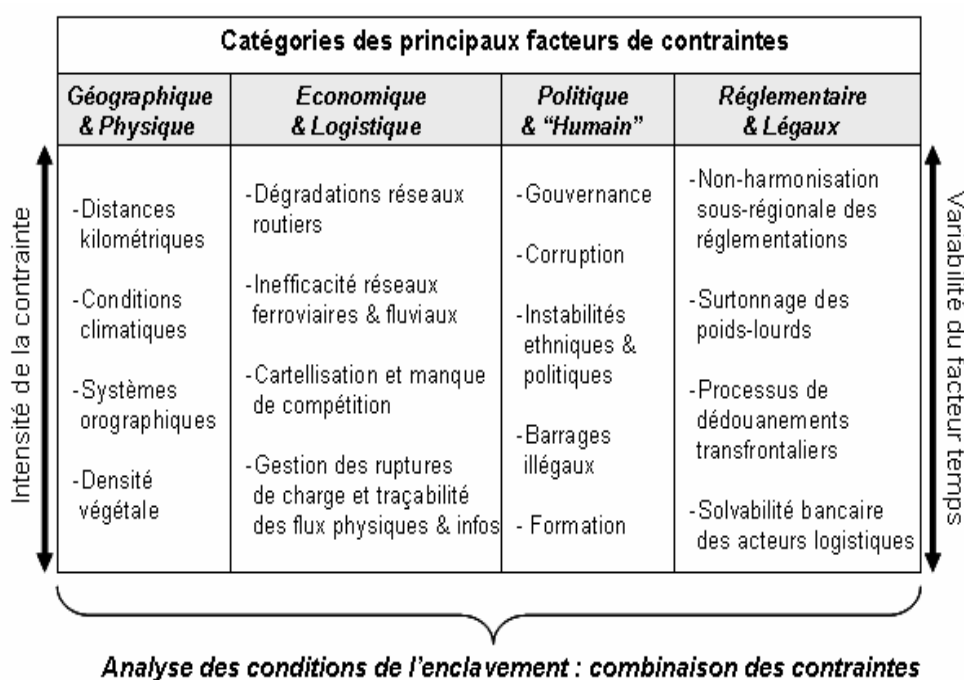 Catégories des principaux facteurs de contraintes
Géographique
& Physique
Economique
& Logistique
Politique
& “Humain”
Réglementaire
& Légaux
Intensité de la contrainte
-Distances
kilométriques
-Conditions
climatiques
-Systèmes
orographiques
-Densité
végétale
-Dégradations réseaux
routiers
-Inefficacité réseaux
ferroviaires & fluviaux
-Cartellisation et manque
de compétition
-Gestion des ruptures
de charge et traçabilité
des flux physiques & infos
-Gouvernance
-Corruption
-Instabilités
ethniques &
politiques
-Barrages
illégaux
- Formation
-Non-harmonisation
sous-régionale des
réglementations
-Surtonnage des
poids-lourds
-Processus de
dédouanements
transfrontaliers
-Solvabilité bancaire
des acteurs logistiques
Variabilité du facteur temps
Analyse des conditions de l’enclavement : combinaison des contraintes